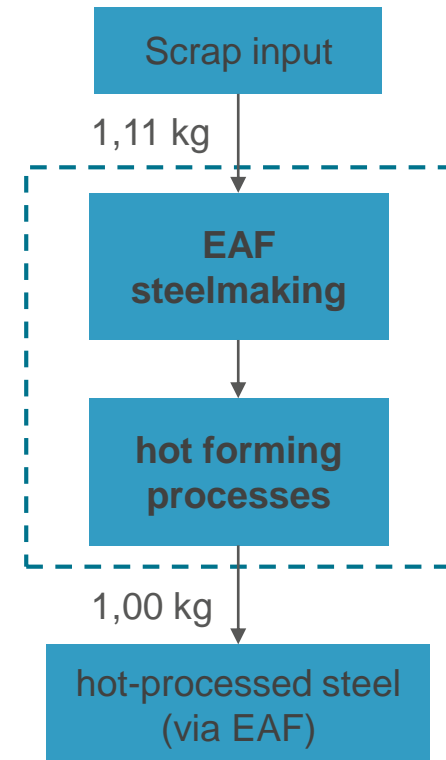 Scrap input
1,11 kg
EAF
steelmaking
hot forming
processes
1,00 kg
hot-processed steel
(via EAF)